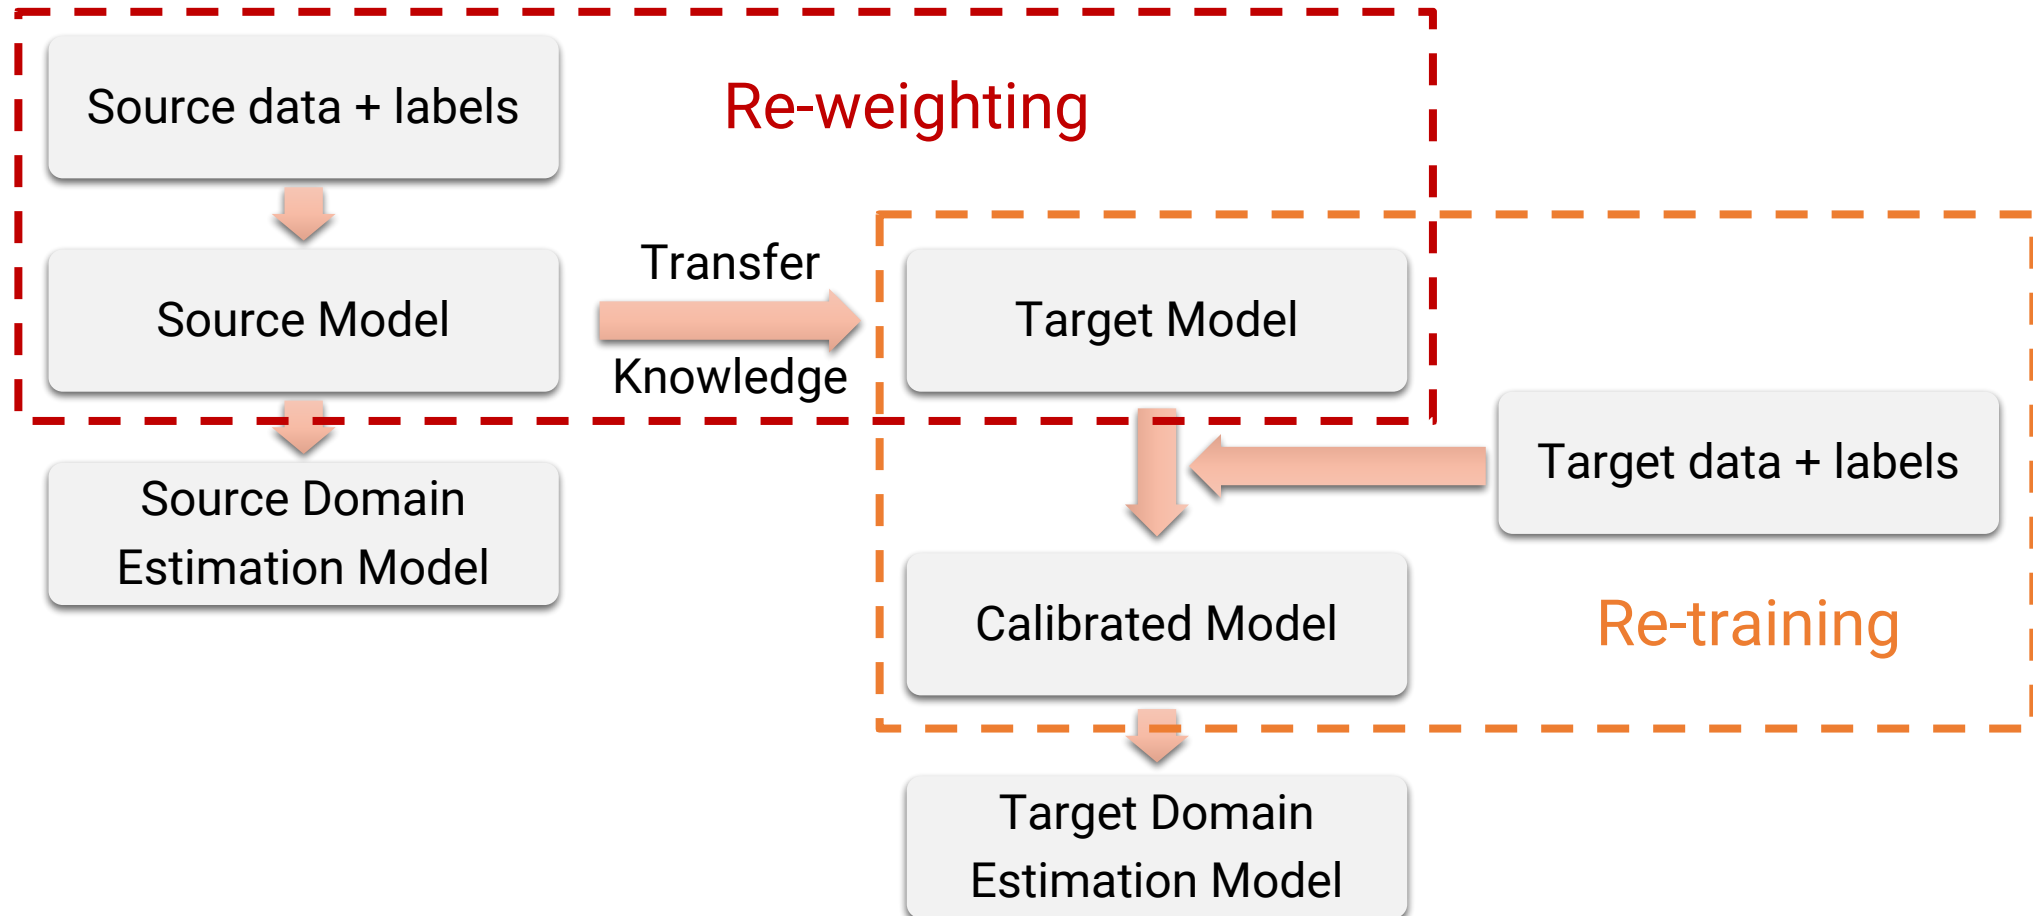 Source data + labels
Re-weighting
Source Model
Transfer
Knowledge
Target Model
Source Domain
Estimation Model
Target data + labels
Calibrated Model
Re-training
Target Domain
Estimation Model